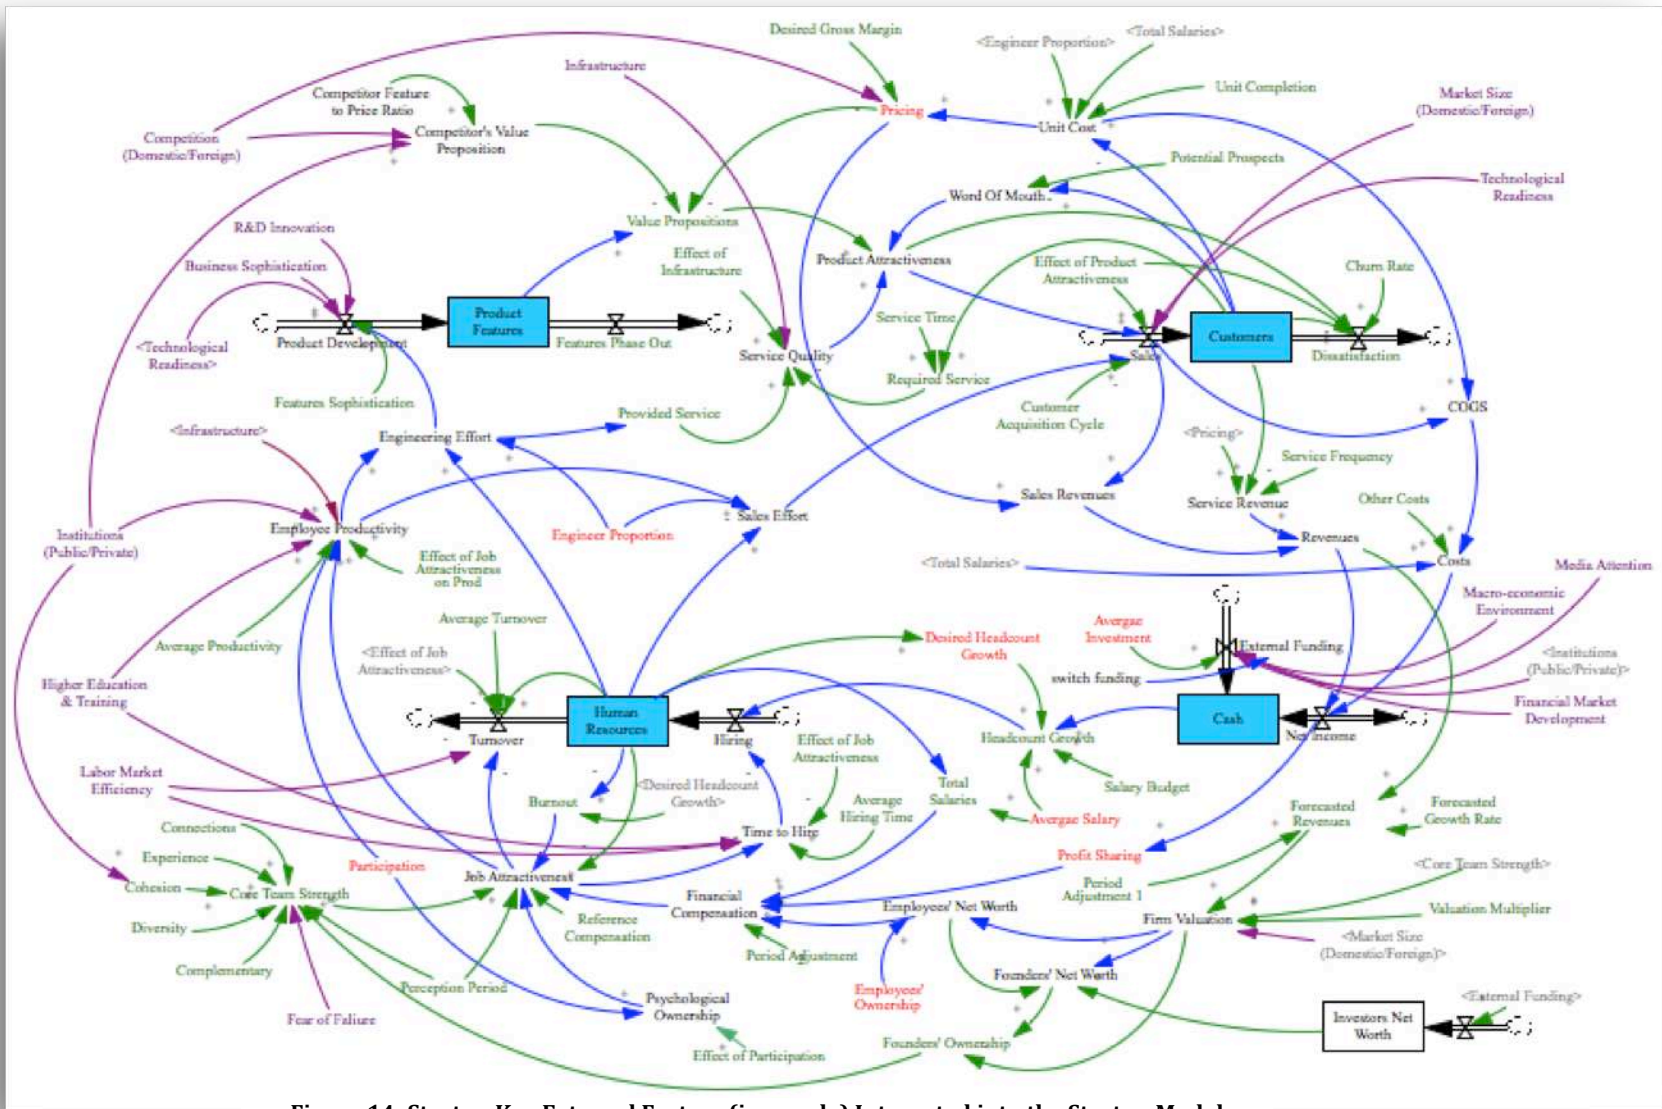 Desired Gross Margin
<Engineer Proportion>
<Total Salaries>
Infrastructure
Competitor Feature
to Price Ratio
Pricing
Unit Cost
Unit Completion
Market Size
(Domestic/Foreign)
Competition
(Domestic/Foreign)
Competitor's Value
Proposition
Potential Prospects
Word Of Mouth
Technological
Readiness
R&D Innovation
Value Propositions
Business Sophistication
Effect of
Infrastructure
Product Attractiveness
Effect of Product
Attractiveness
Churn Rate
Product
Features
Product Development
Features Phase Out
<Technological
Readiness>
Service Time
Service Quality
Required Service
Sales
Customers
Dissatisfaction
Features Sophistication
Provided Service
Customer
Acquisition Cycle
COGS
<Infrastructure>
Engineering Effort
<Pricing>
Service Frequency
Sales Revenues
Service Revenue
Other Costs
Institutions
(Public/Private)
Employee Productivity
Engineer Proportion
Sales Effort
Revenues
Effect of Job
Attractiveness
on Prod
<Total Salaries>
Costs
Media Attention
Macro-economic
Environment
Average Productivity
Average Turnover
Desired Headcount
Growth
Avergae
Investment
External Funding
switch funding
<Institutions
(Public/Private)>
<Effect of Job
Attractiveness>
Higher Education
& Training
Human
Resources
Turnover
Hiring
Headcount Growth
Cash
Net Income
Financial Market
Development
Effect of Job
Attractiveness
Labor Market
Efficiency
Burnout
<Desired Headcount
Growth>
Total
Salaries
Salary Budget
Average
Hiring Time
Avergae Salary
Forecasted
Revenues
Forecasted
Growth Rate
Connections
Time to Hire
Experience
Participation
Profit Sharing
<Core Team Strength>
Cohesion
Core Team Strength
Job Attractiveness
Financial
Compensation
Period
Adjustment 1
Employees' Net Worth
Firm Valuation
Valuation Multiplier
Diversity
Reference
Compensation
Period Adjustment
2
<Market Size
(Domestic/Foreign)>
Complementary
Perception Period
Founders' Net Worth
Employees'
Ownership
Psychological
Ownership
Fear of Faliure
<External Funding>
Investors Net
Worth
Effect of Participation
Founders' Ownership